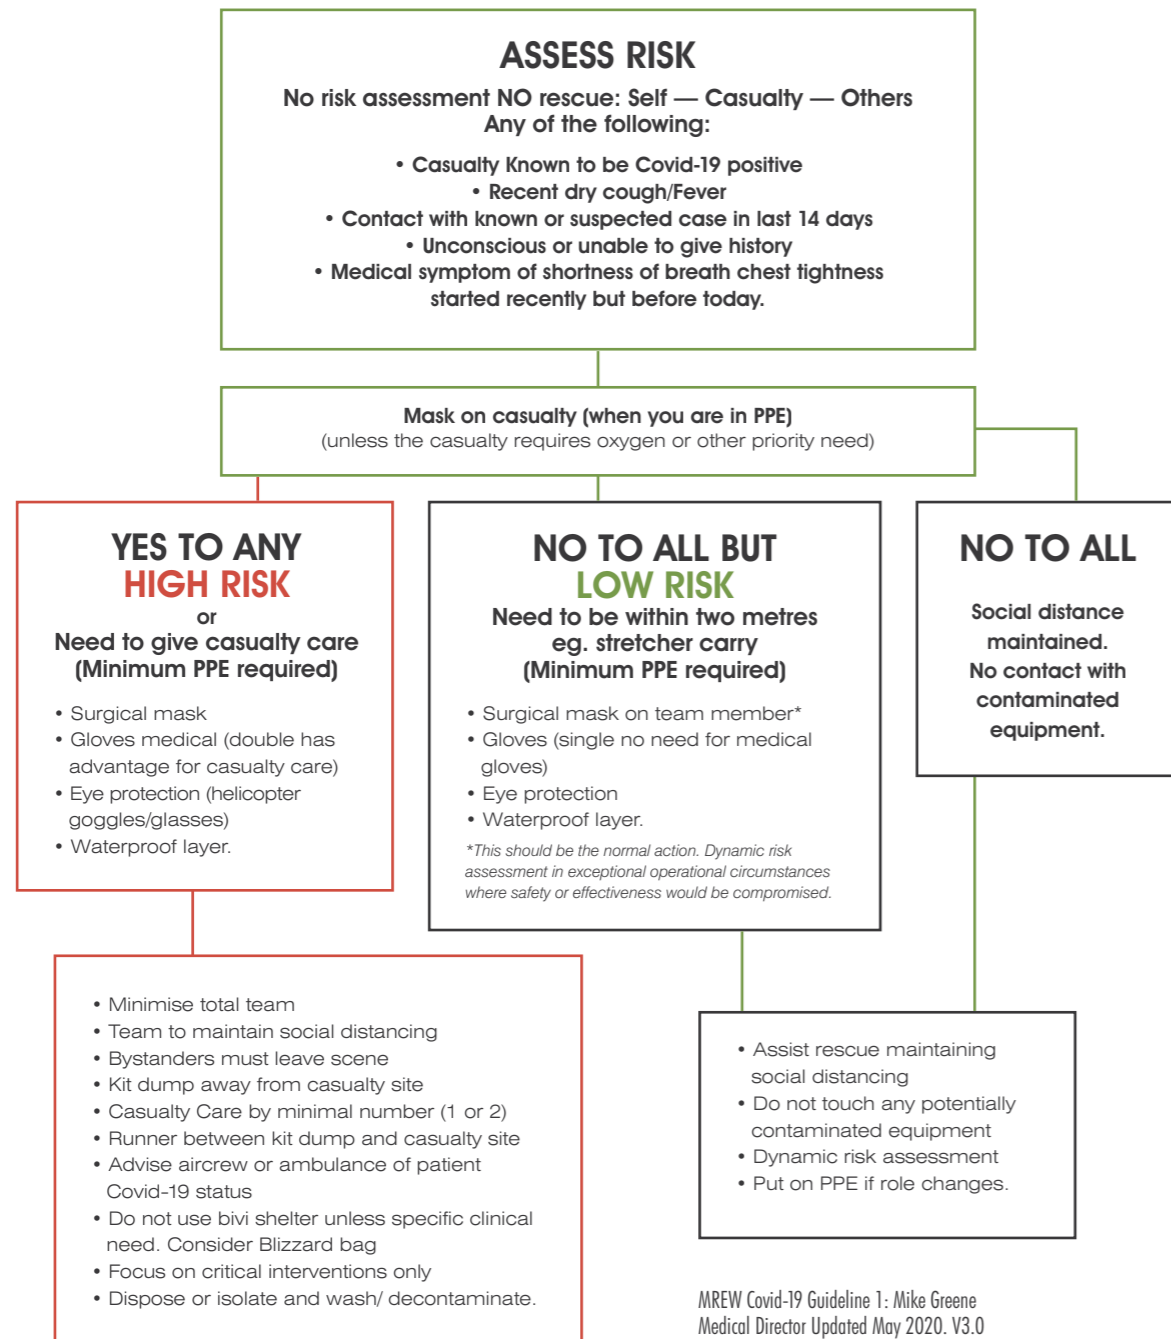 ASSESS RISK
No risk assessment NO rescue: Self — Casualty — Others
Any of the following:
• Casualty Known to be Covid-19 positive
• Recent dry cough/Fever
• Contact with known or suspected case in last 14 days
• Unconscious or unable to give history
• Medical symptom of shortness of breath chest tightness
started recently but before today.
Mask on casualty (when you are in PPE)
(unless the casualty requires oxygen or other priority need)
YES TO ANY
HIGH RISK
or
Need to give casualty care
(Minimum PPE required)
• Surgical mask
• Gloves medical (double has
advantage for casualty care)
• Eye protection (helicopter
goggles/glasses)
• Waterproof layer.
NO TO ALL BUT
LOW RISK
Need to be within two metres
eg. stretcher carry
(Minimum PPE required)
• Surgical mask on team member*
• Gloves (single no need for medical
gloves)
• Eye protection
• Waterproof layer.
*This should be the normal action. Dynamic risk
assessment in exceptional operational circumstances
where safety or effectiveness would be compromised.
NO TO ALL
Social distance
maintained.
No contact with
contaminated
equipment.
• Minimise total team
• Team to maintain social distancing
• Bystanders must leave scene
• Kit dump away from casualty site
• Casualty Care by minimal number (1 or 2)
• Runner between kit dump and casualty site
• Advise aircrew or ambulance of patient
Covid-19 status
• Do not use bivi shelter unless specific clinical
need. Consider Blizzard bag
• Focus on critical interventions only
• Dispose or isolate and wash/ decontaminate.
• Assist rescue maintaining
social distancing
• Do not touch any potentially
contaminated equipment
• Dynamic risk assessment
• Put on PPE if role changes.
MREW Covid-19 Guideline 1: Mike Greene
Medical Director Updated May 2020. V3.0